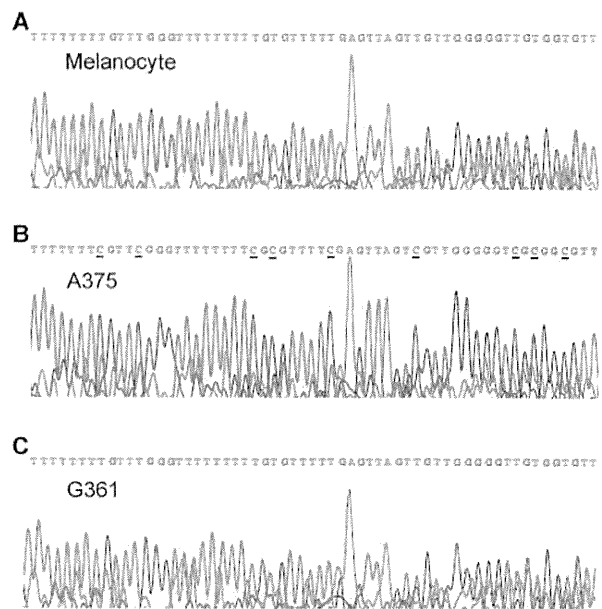 A
TTTTTTTTGTTTGGGTTTTTTTTTGTGTTTTTGAGTTAGTTGTTGGGGGTTGTGGTGTT
Melanocyte
B
TTTTTTTCGTTCGGGTTTTTTTTCGCGTTTTCGAGTTAGTCGTTGGGGGTCGCGGCGTT
A375
C
TTTTTTTTGTTTGGGTTTTTTTTTGTGTTTTTGAGTTAGTTGTTGGGGGTTGTGGTGTT
G361